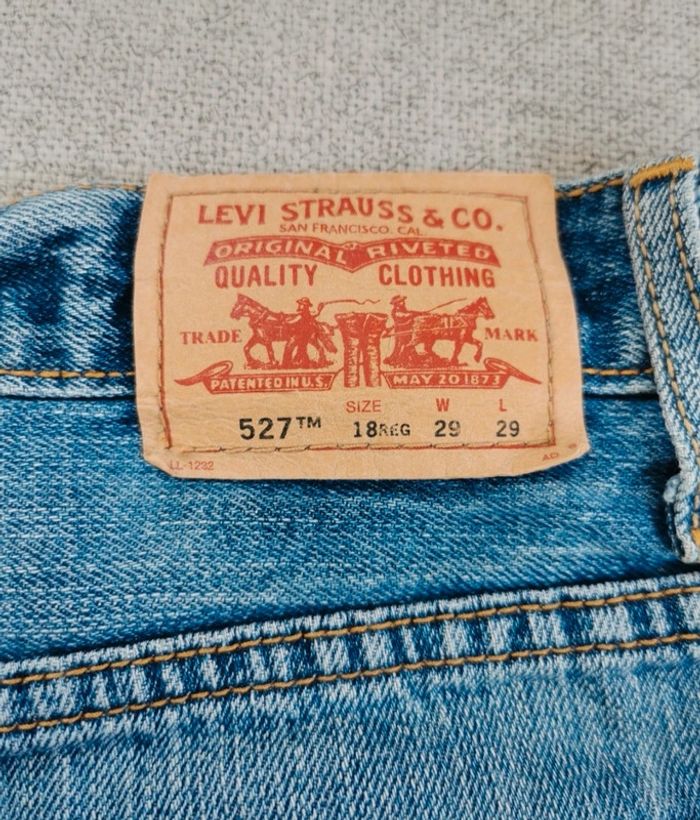 LEVI STRAUSS & CO.
SAN FRANCISCO. CAL
ORIGINAL RIVETED
QUALITY CLOTHING
TRADE MARK
PATENTED IN U.S. MAY 20 1873
SIZE W L
527™ 18REG 29 29
LL-1232